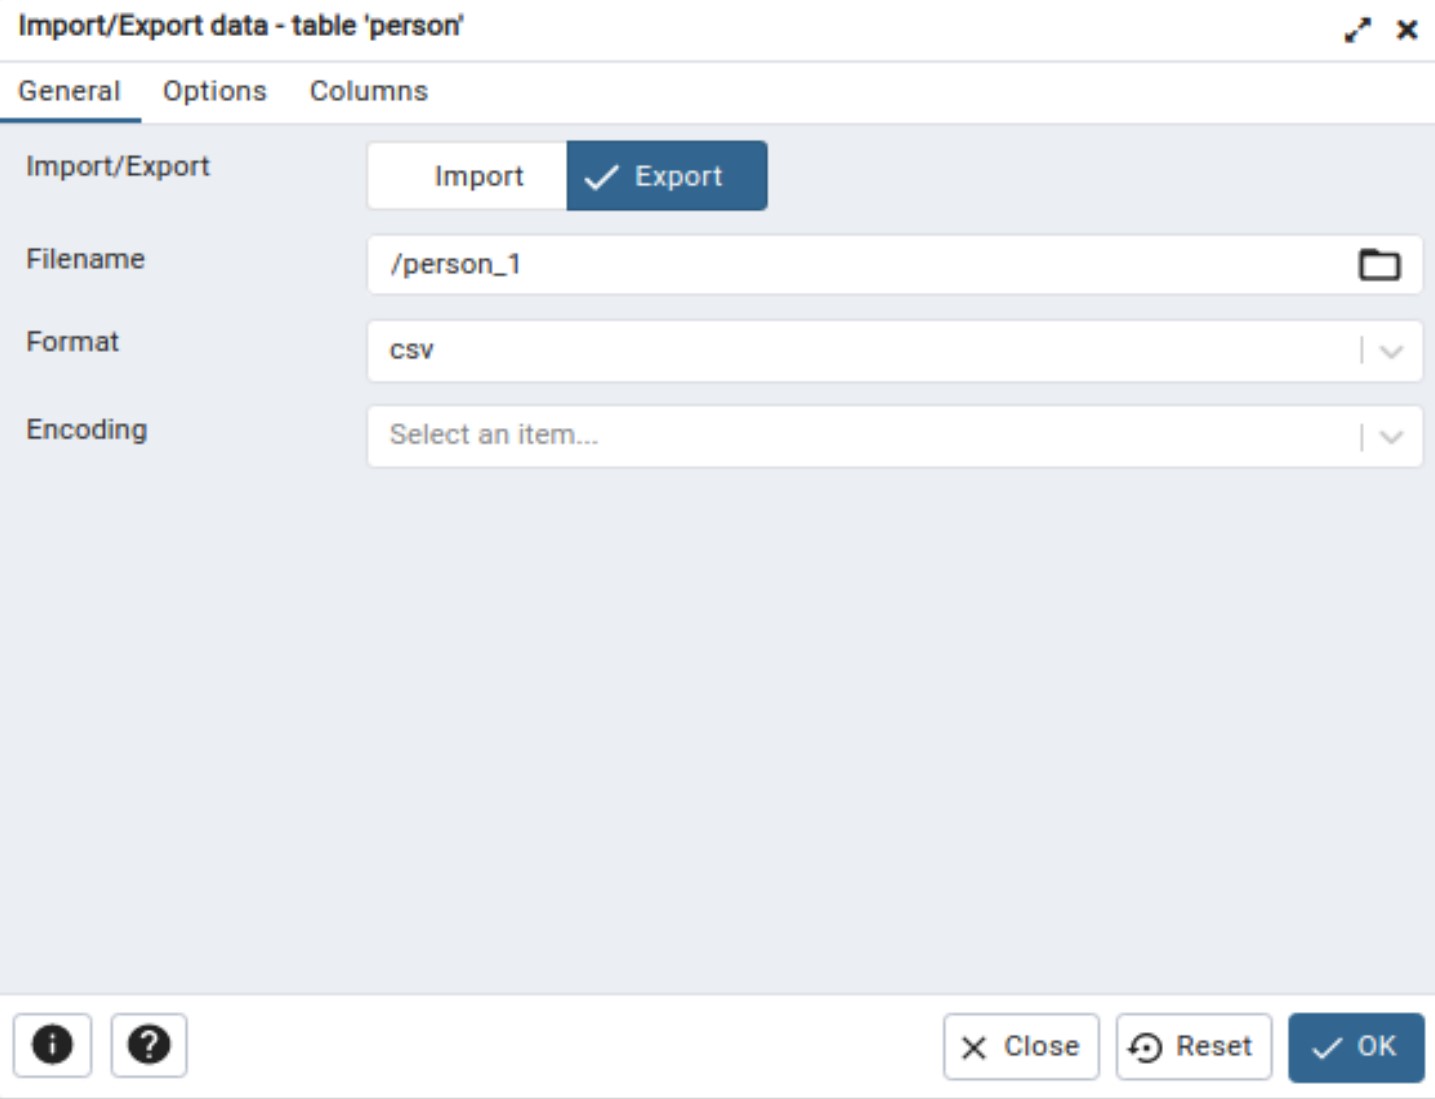 Import/Export data - table 'person'
General Options Columns
Import/Export Import Export
Filename /person_1
Format csv
Encoding Select an item...
Close Reset OK